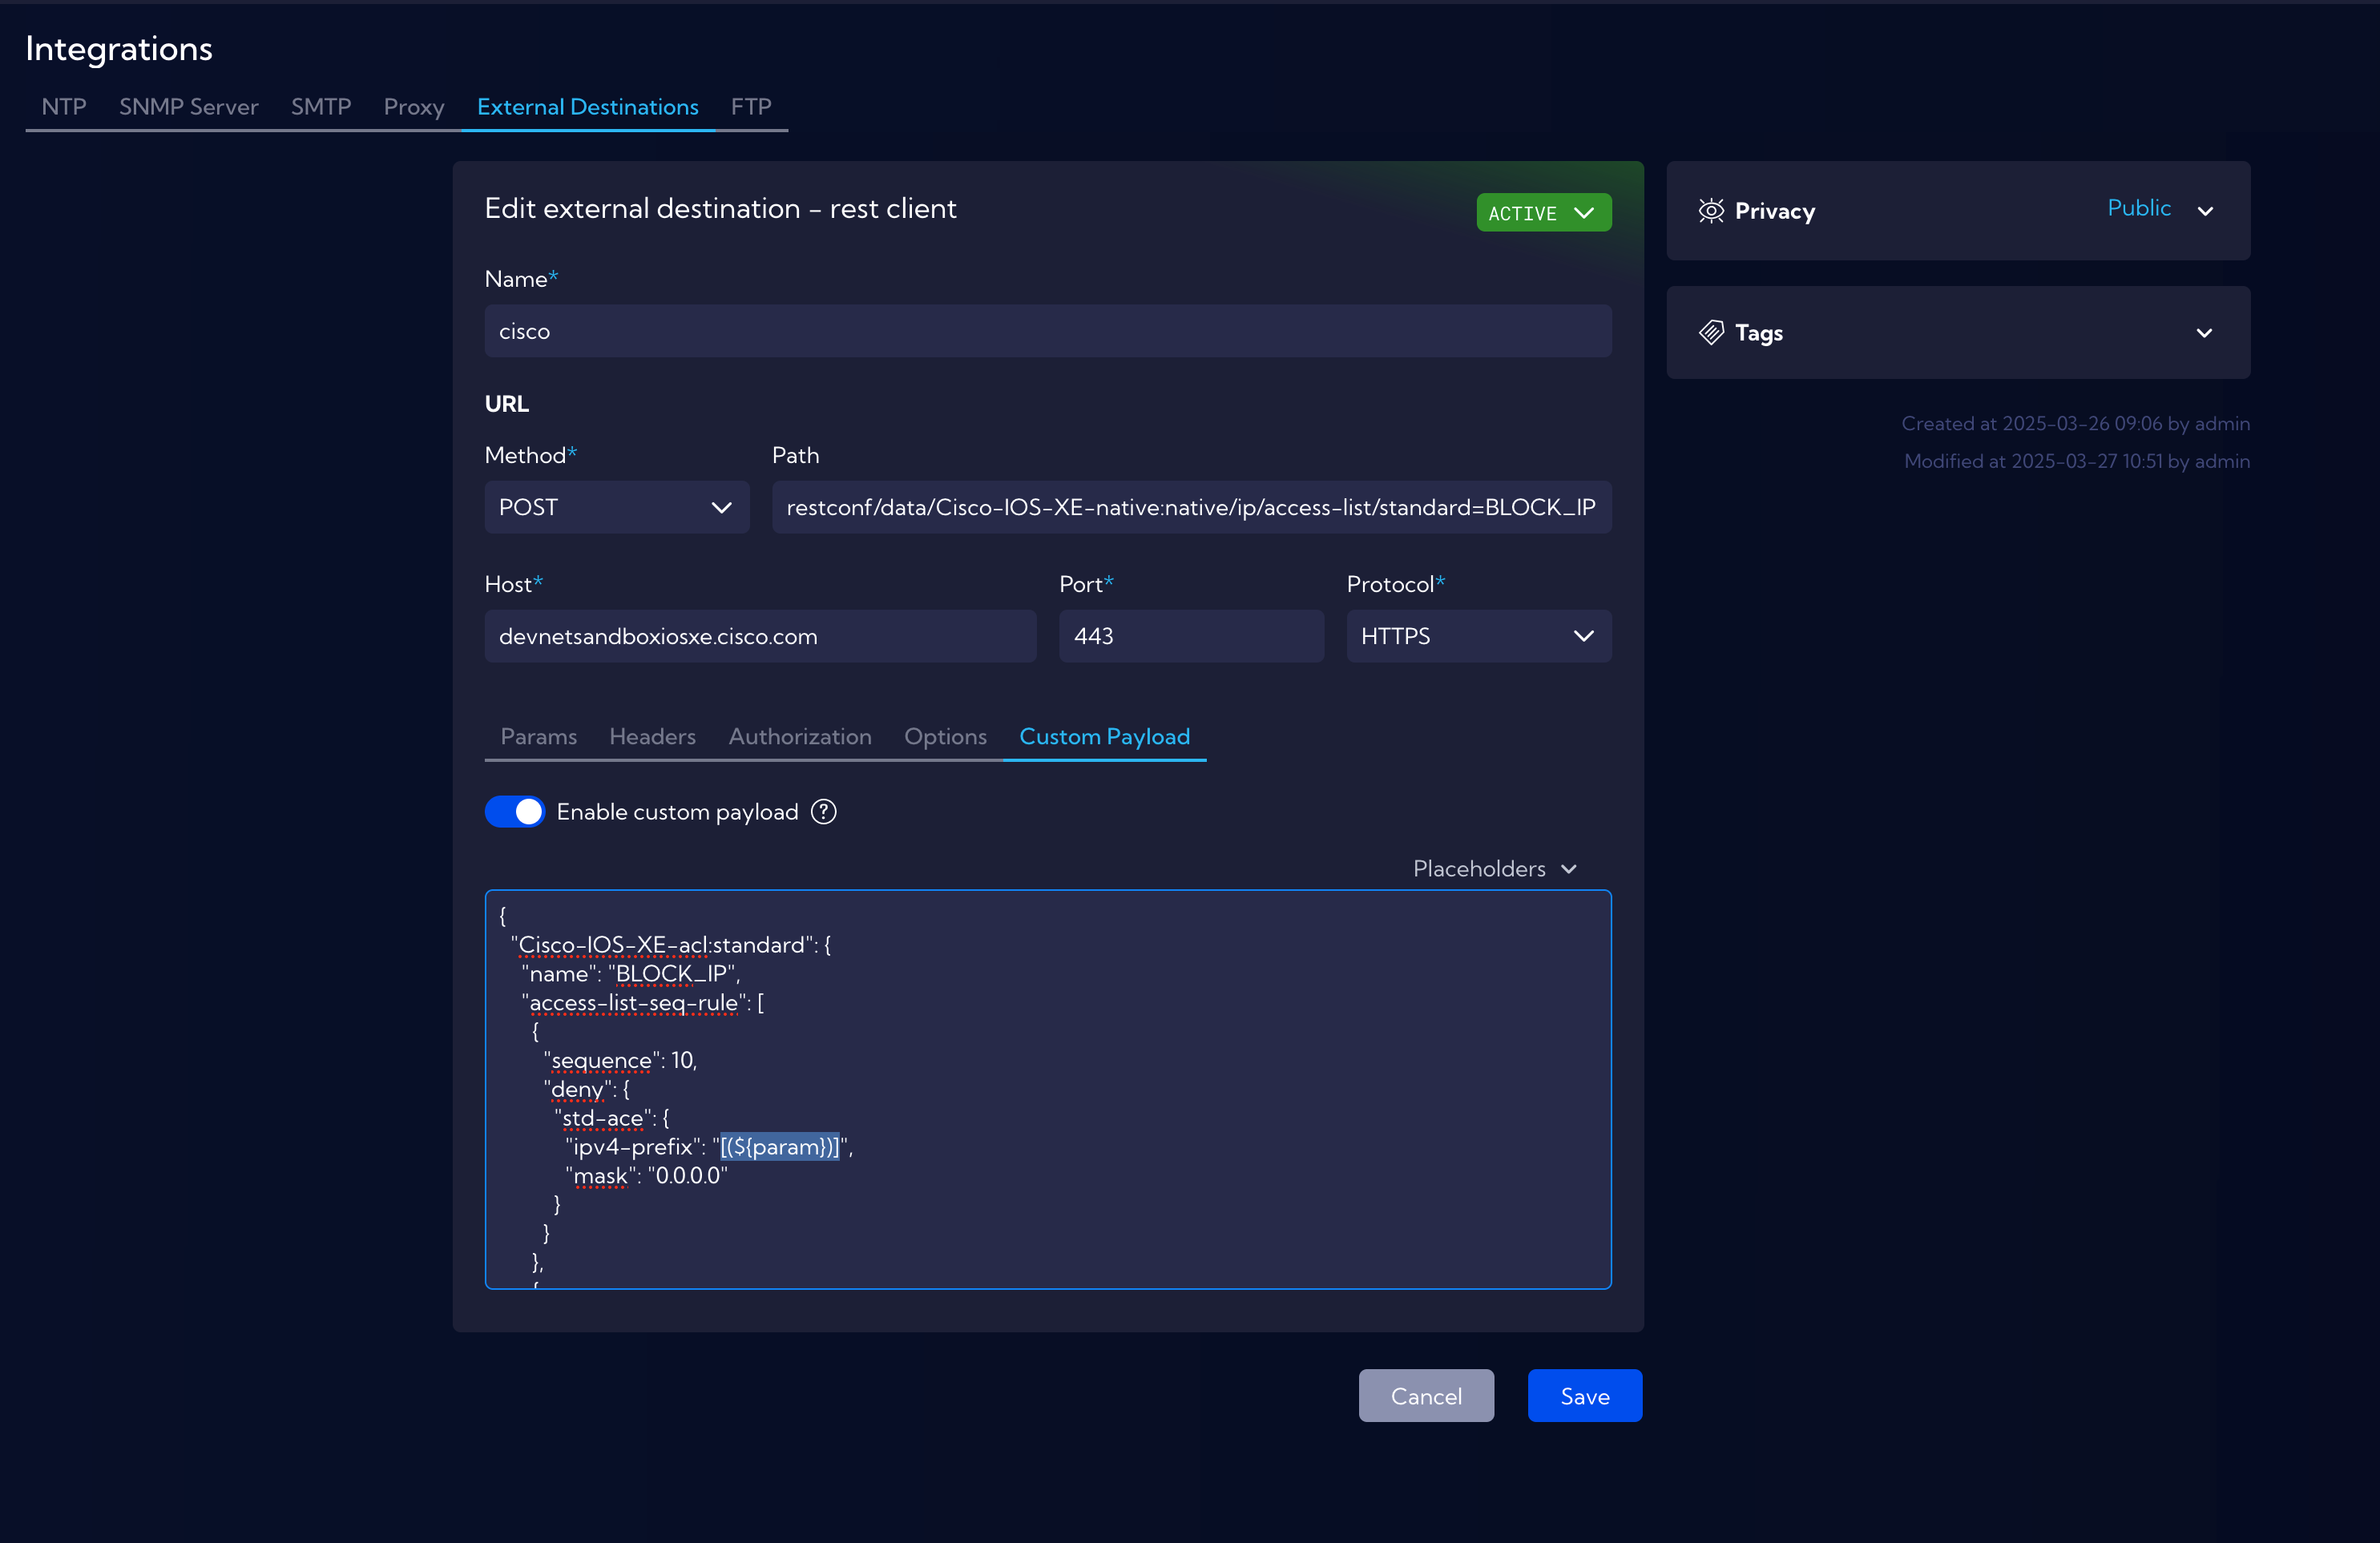 Integrations
NTP SNMP Server SMTP Proxy External Destinations FTP
Edit external destination - rest client
ACTIVE
Name*
cisco
URL
Method* Path
POST restconf/data/Cisco-IOS-XE-native:native/ip/access-list/standard=BLOCK_IP
Host* Port* Protocol*
devnetsandboxiosxe.cisco.com 443 HTTPS
Params Headers Authorization Options Custom Payload
Enable custom payload ?
Placeholders
{
"Cisco-IOS-XE-acl:standard": {
"name": "BLOCK_IP",
"access-list-seq-rule": [
{
"sequence": 10,
"deny": {
"std-ace": {
"ipv4-prefix": "[(${param})]",
"mask": "0.0.0.0"
}
}
},
{
Cancel Save
Privacy Public
Tags
Created at 2025-03-26 09:06 by admin
Modified at 2025-03-27 10:51 by admin